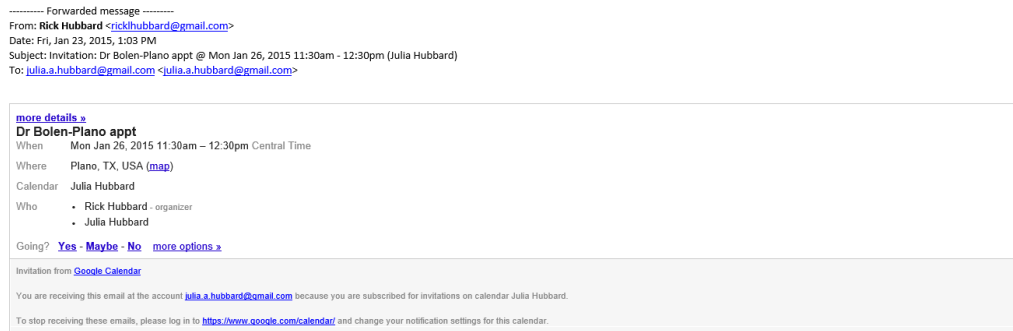 ---------- Forwarded message ---------
From: Rick Hubbard <ricklhubbard@gmail.com>
Date: Fri, Jan 23, 2015, 1:03 PM
Subject: Invitation: Dr Bolen-Plano appt @ Mon Jan 26, 2015 11:30am - 12:30pm (Julia Hubbard)
To: julia.a.hubbard@gmail.com <julia.a.hubbard@gmail.com>
more details »
Dr Bolen-Plano appt
When Mon Jan 26, 2015 11:30am – 12:30pm Central Time
Where Plano, TX, USA (map)
Calendar Julia Hubbard
Who • Rick Hubbard - organizer
• Julia Hubbard
Going? Yes - Maybe - No more options »
Invitation from Google Calendar
You are receiving this email at the account julia.a.hubbard@gmail.com because you are subscribed for invitations on calendar Julia Hubbard.
To stop receiving these emails, please log in to https://www.google.com/calendar/ and change your notification settings for this calendar.